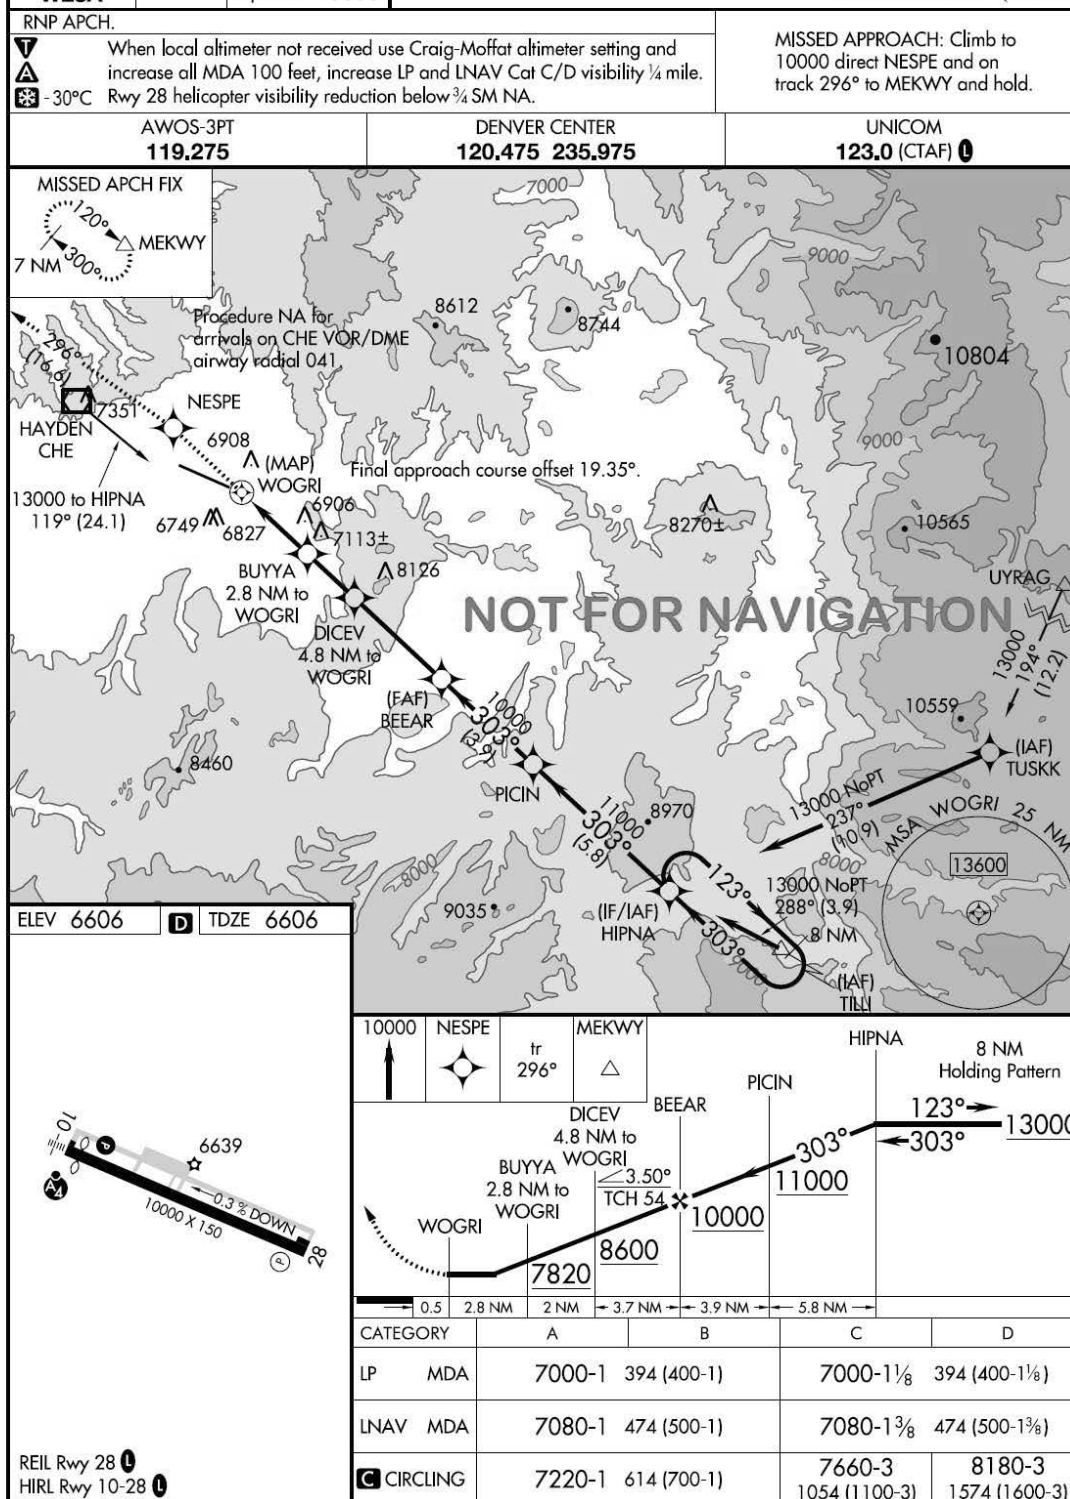 RNP APCH.
T
A
-30°C
When local altimeter not received use Craig-Moffat altimeter setting and
increase all MDA 100 feet, increase LP and LNAV Cat C/D visibility ¼ mile.
Rwy 28 helicopter visibility reduction below ¾ SM NA.
MISSED APPROACH: Climb to
10000 direct NESPE and on
track 296° to MEKWY and hold.
AWOS-3PT
119.275
DENVER CENTER
120.475 235.975
UNICOM
123.0 (CTAF) L
MISSED APCH FIX
120°
MEKWY
7 NM
300°
7000
9000
8612
8744
10804
Procedure NA for
arrivals on CHE VOR/DME
airway radial 041.
296°
(16.9)
7351
HAYDEN
CHE
NESPE
9000
6908
(MAP)
WOGRI
Final approach course offset 19.35°.
13000 to HIPNA
119° (24.1)
6749
6827
6906
7113±
8270±
10565
BUYYA
2.8 NM to
WOGRI
8126
UYRAG
NOT FOR NAVIGATION
DICEV
4.8 NM to
WOGRI
13000
194°
(12.2)
(FAF)
BEEAR
10000
303°
(3.9)
10559
(IAF)
TUSKK
8460
PICIN
13000 NoPT
237°
(10.9)
11000
303°
(5.8)
8970
MSA WOGRI 25 NM
13600
8000
8000
123°
13000 NoPT
288° (3.9)
9035
(IF/IAF)
HIPNA
303°
8 NM
9000
(IAF)
TILLI
ELEV 6606
D
TDZE 6606
10
P
6639
A4
0.3% DOWN
10000 X 150
P
28
REIL Rwy 28 L
HIRL Rwy 10-28 L
10000
NESPE
tr
296°
MEKWY
HIPNA
8 NM
Holding Pattern
PICIN
BEEAR
DICEV
4.8 NM to
WOGRI
BUYYA
2.8 NM to
WOGRI
WOGRI
123°
13000
303°
303°
11000
3.50°
TCH 54
10000
8600
7820
0.5 2.8 NM 2 NM 3.7 NM 3.9 NM 5.8 NM
CATEGORY A B C D
LP MDA 7000-1 394 (400-1) 7000-1⅛ 394 (400-1⅛)
LNAV MDA 7080-1 474 (500-1) 7080-1⅜ 474 (500-1⅜)
C CIRCLING 7220-1 614 (700-1) 7660-3 8180-3
1054 (1100-3) 1574 (1600-3)